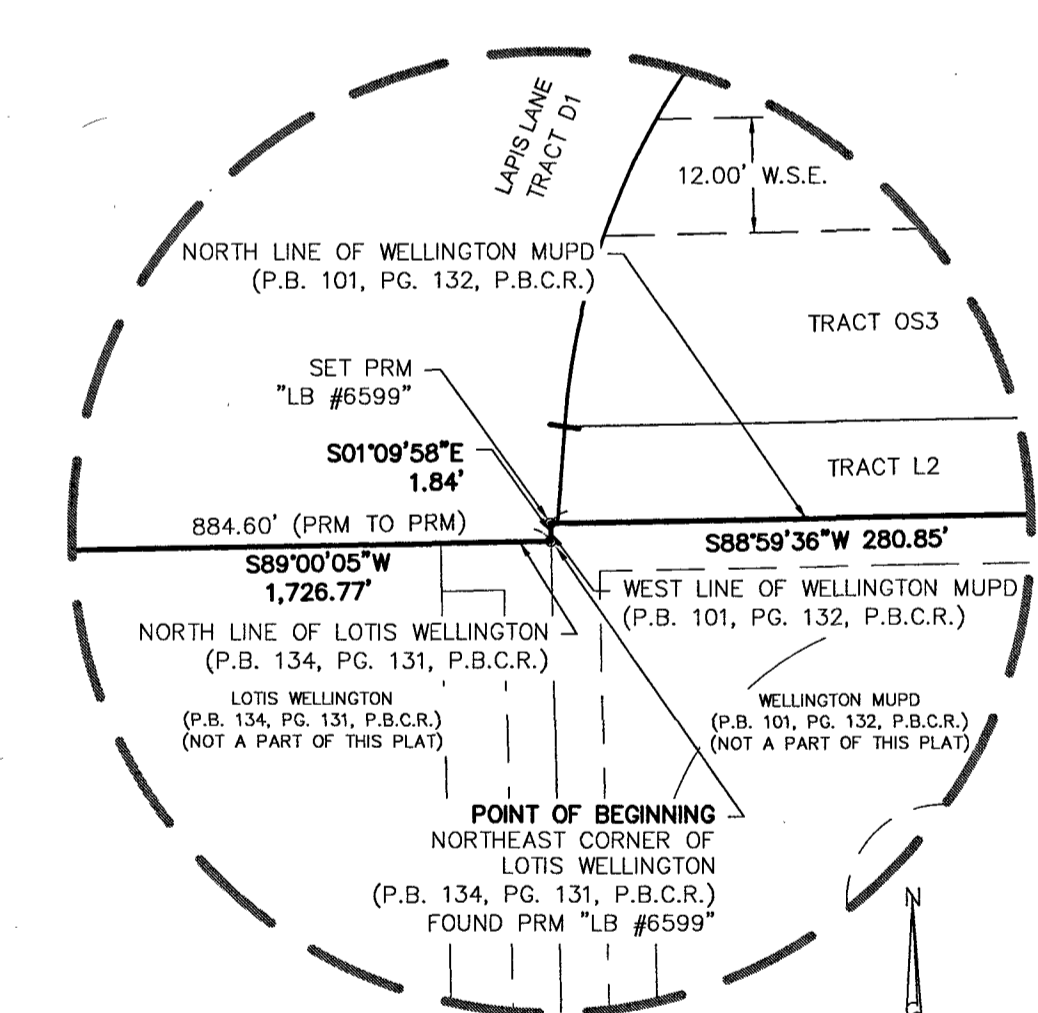 LAPIS LANE
TRACT D1
12.00' W.S.E.
NORTH LINE OF WELLINGTON MUPD
(P.B. 101, PG. 132, P.B.C.R.)
TRACT OS3
SET PRM
"LB #6599"
S01°09'58"E
1.84'
TRACT L2
884.60' (PRM TO PRM)
S89°00'05"W
1,726.77'
S88°59'36"W 280.85'
WEST LINE OF WELLINGTON MUPD
(P.B. 101, PG. 132, P.B.C.R.)
NORTH LINE OF LOTIS WELLINGTON
(P.B. 134, PG. 131, P.B.C.R.)
LOTIS WELLINGTON
(P.B. 134, PG. 131, P.B.C.R.)
(NOT A PART OF THIS PLAT)
WELLINGTON MUPD
(P.B. 101, PG. 132, P.B.C.R.)
(NOT A PART OF THIS PLAT)
POINT OF BEGINNING
NORTHEAST CORNER OF
LOTIS WELLINGTON
(P.B. 134, PG. 131, P.B.C.R.)
FOUND PRM "LB #6599"
N